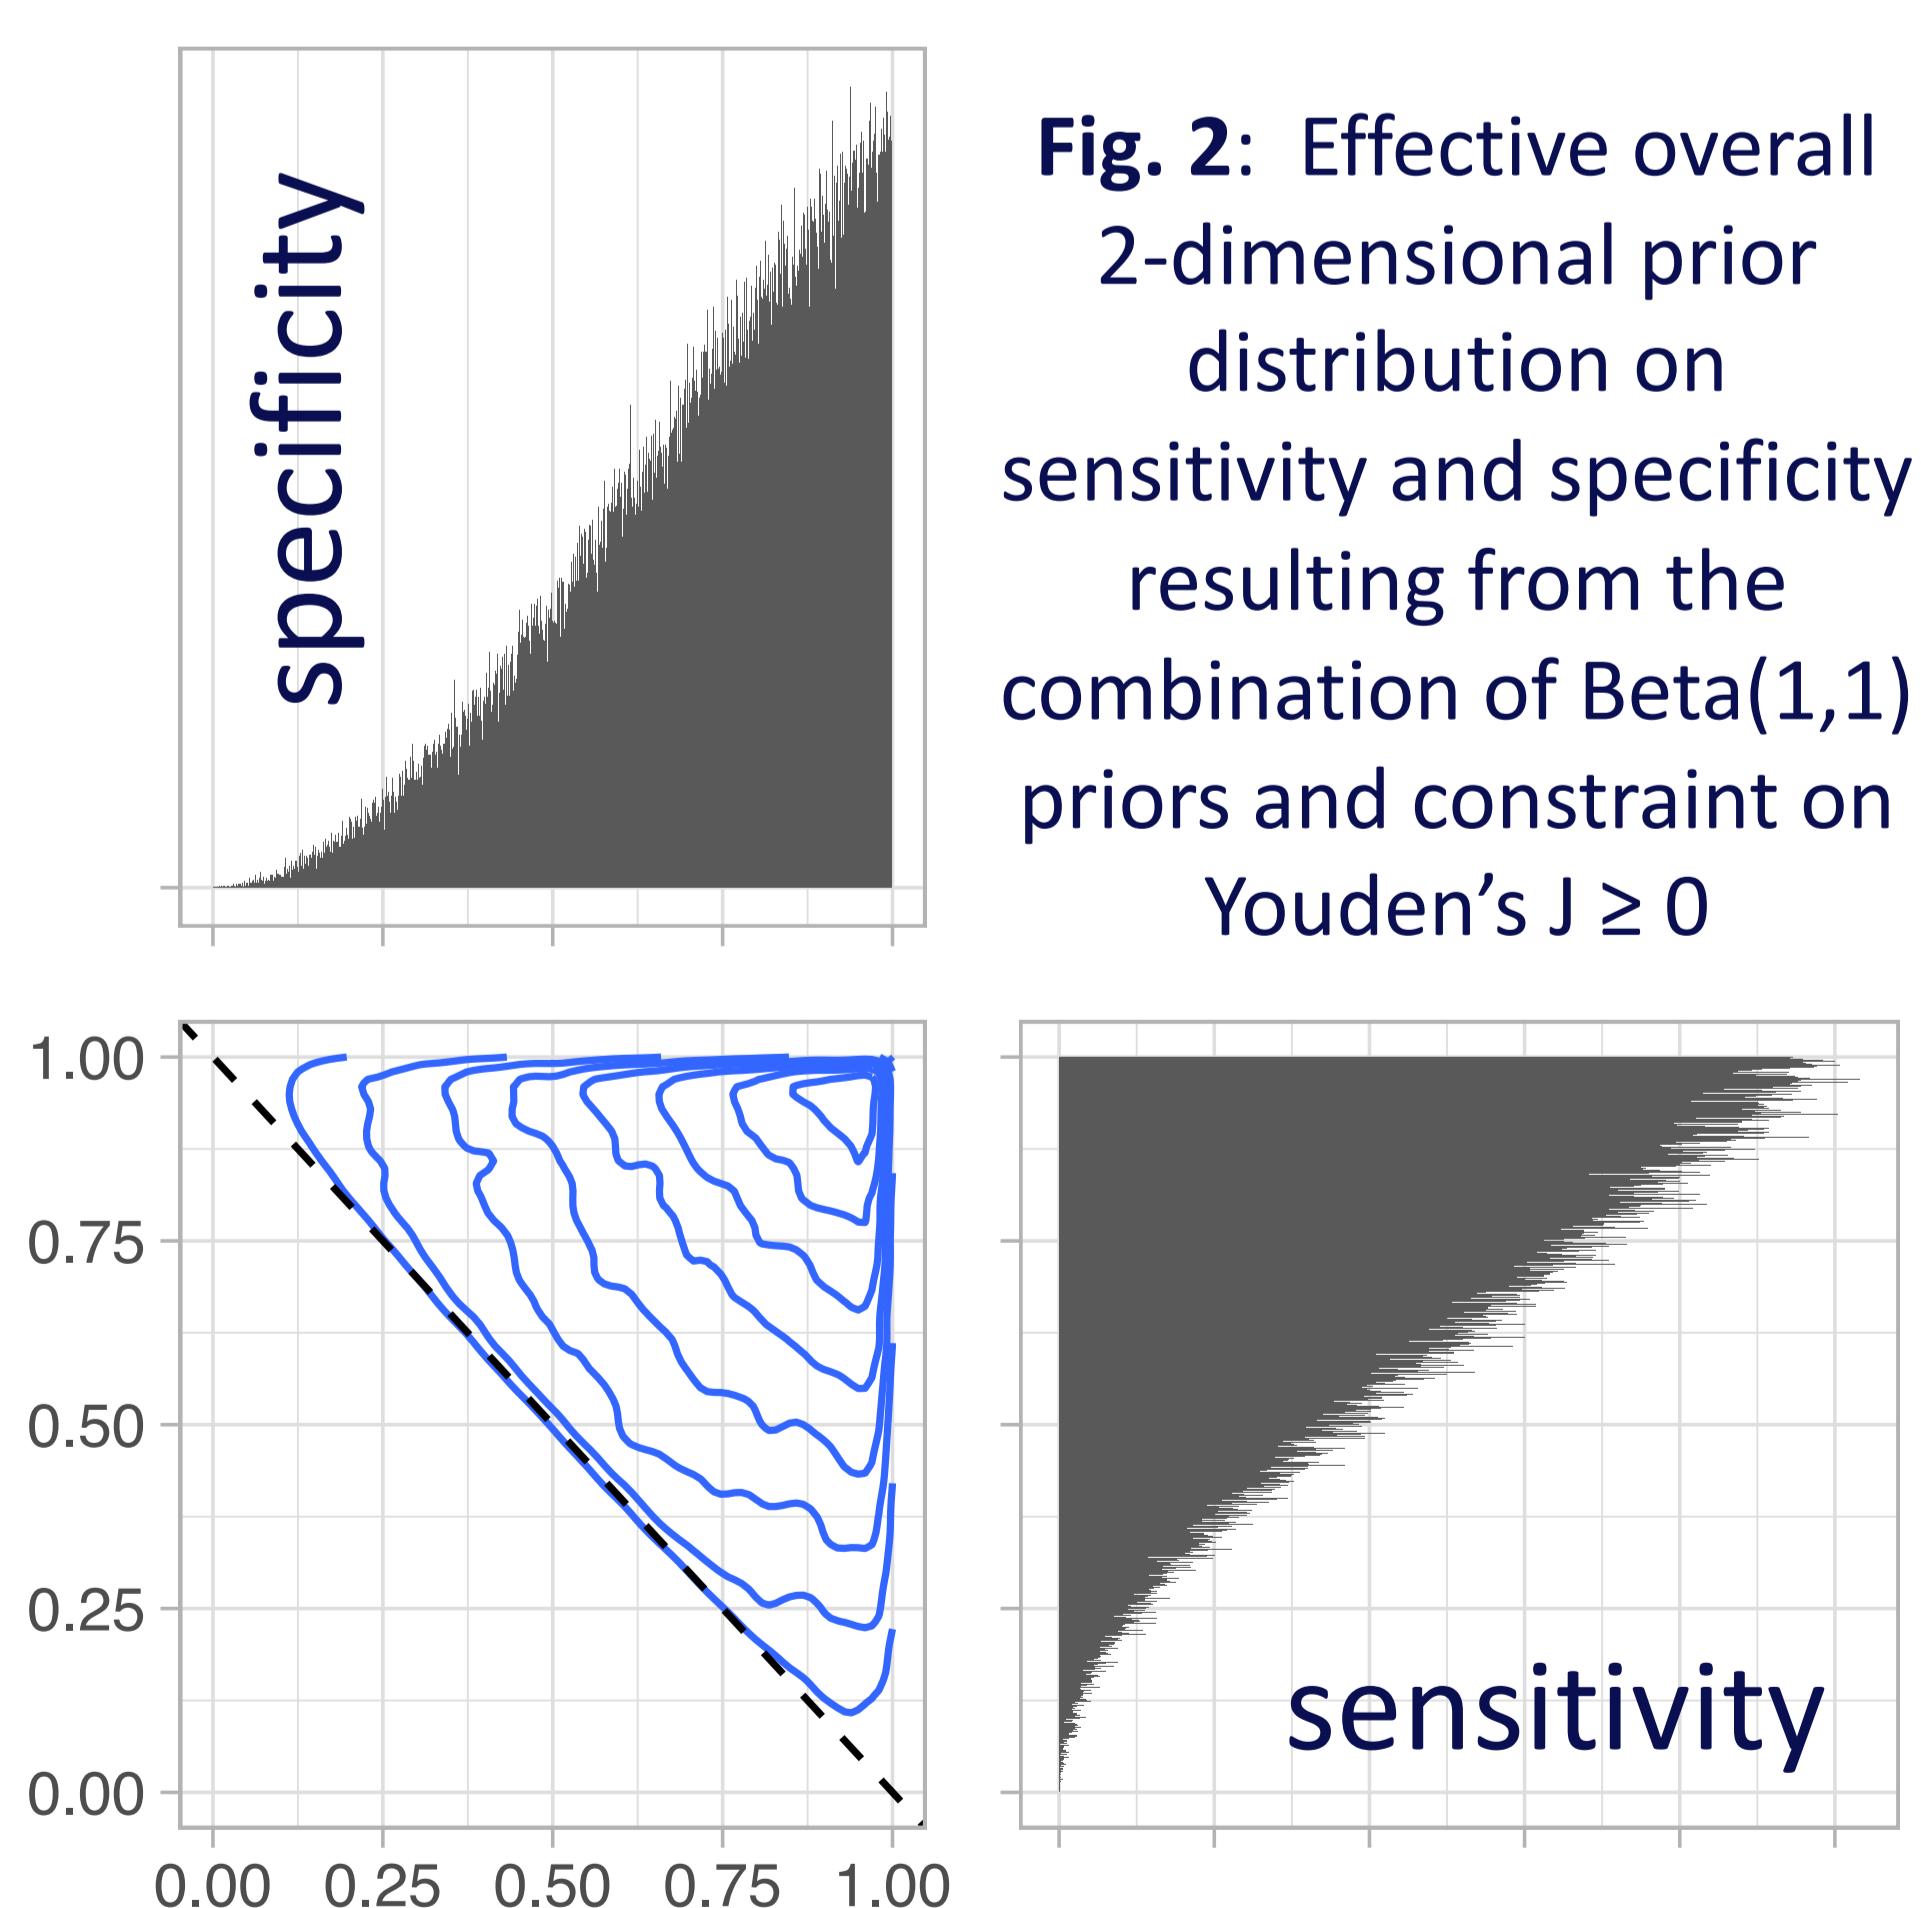 specificity
Fig. 2:  Effective overall
2-dimensional prior
distribution on
sensitivity and specificity
resulting from the
combination of Beta(1,1)
priors and constraint on
Youden’s J ≥ 0
1.00
0.75
0.50
0.25
0.00
0.00 0.25 0.50 0.75 1.00
sensitivity